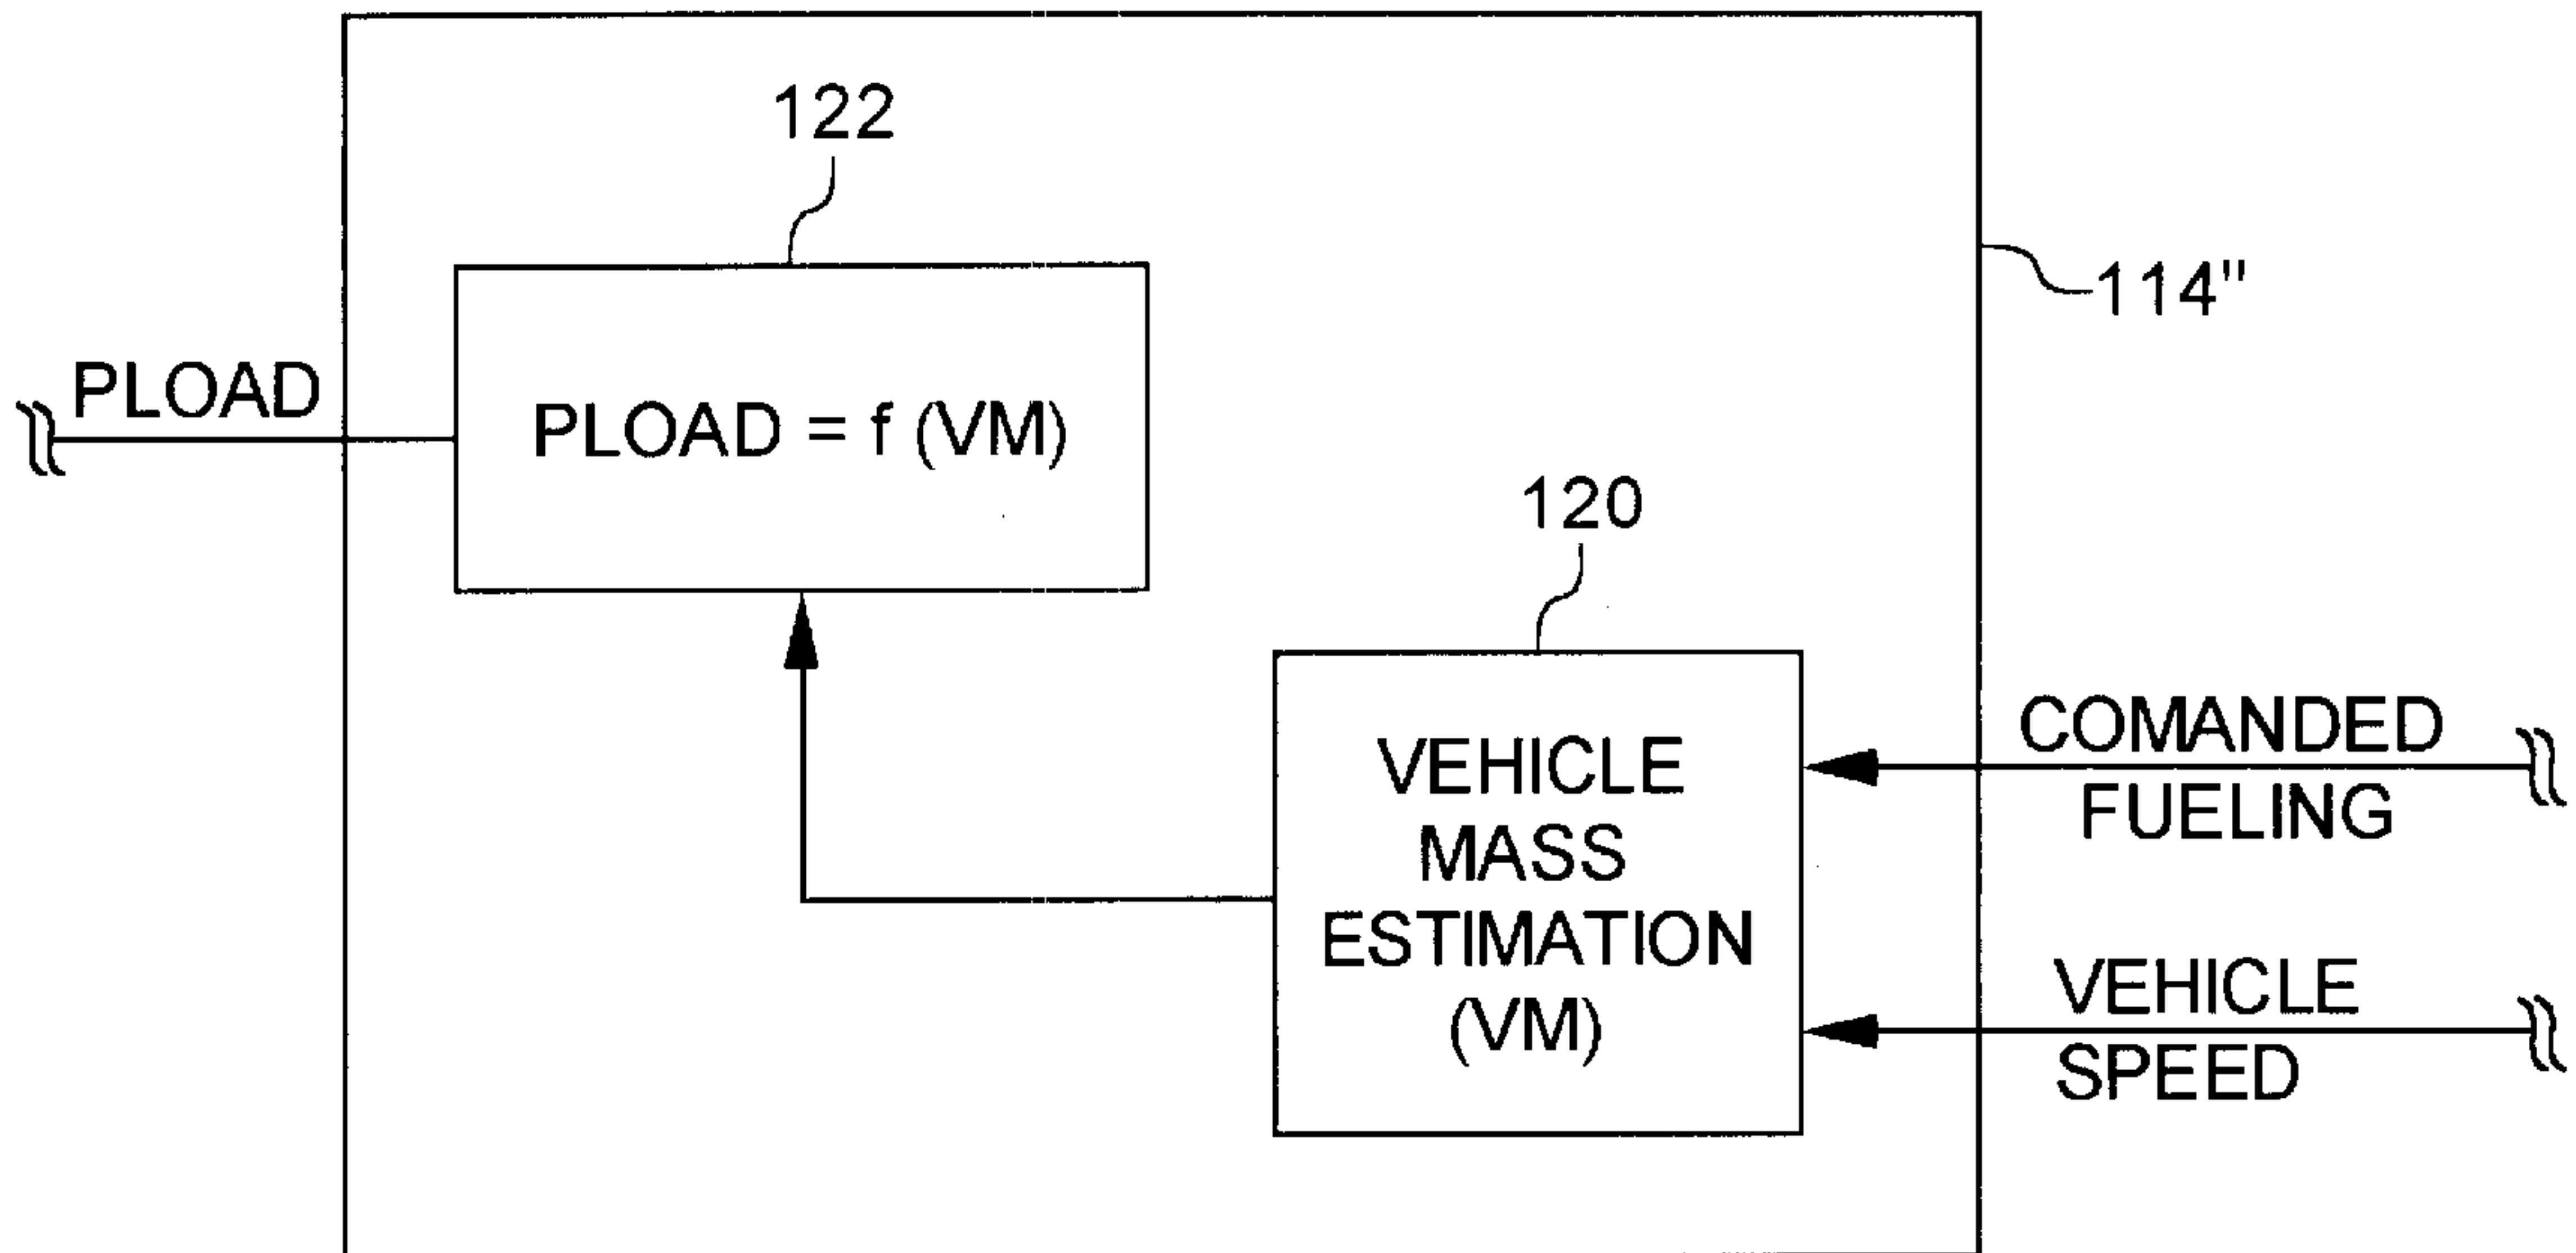 122
114"
PLOAD
PLOAD = f (VM)
120
VEHICLE
MASS
ESTIMATION
(VM)
COMANDED
FUELING
VEHICLE
SPEED